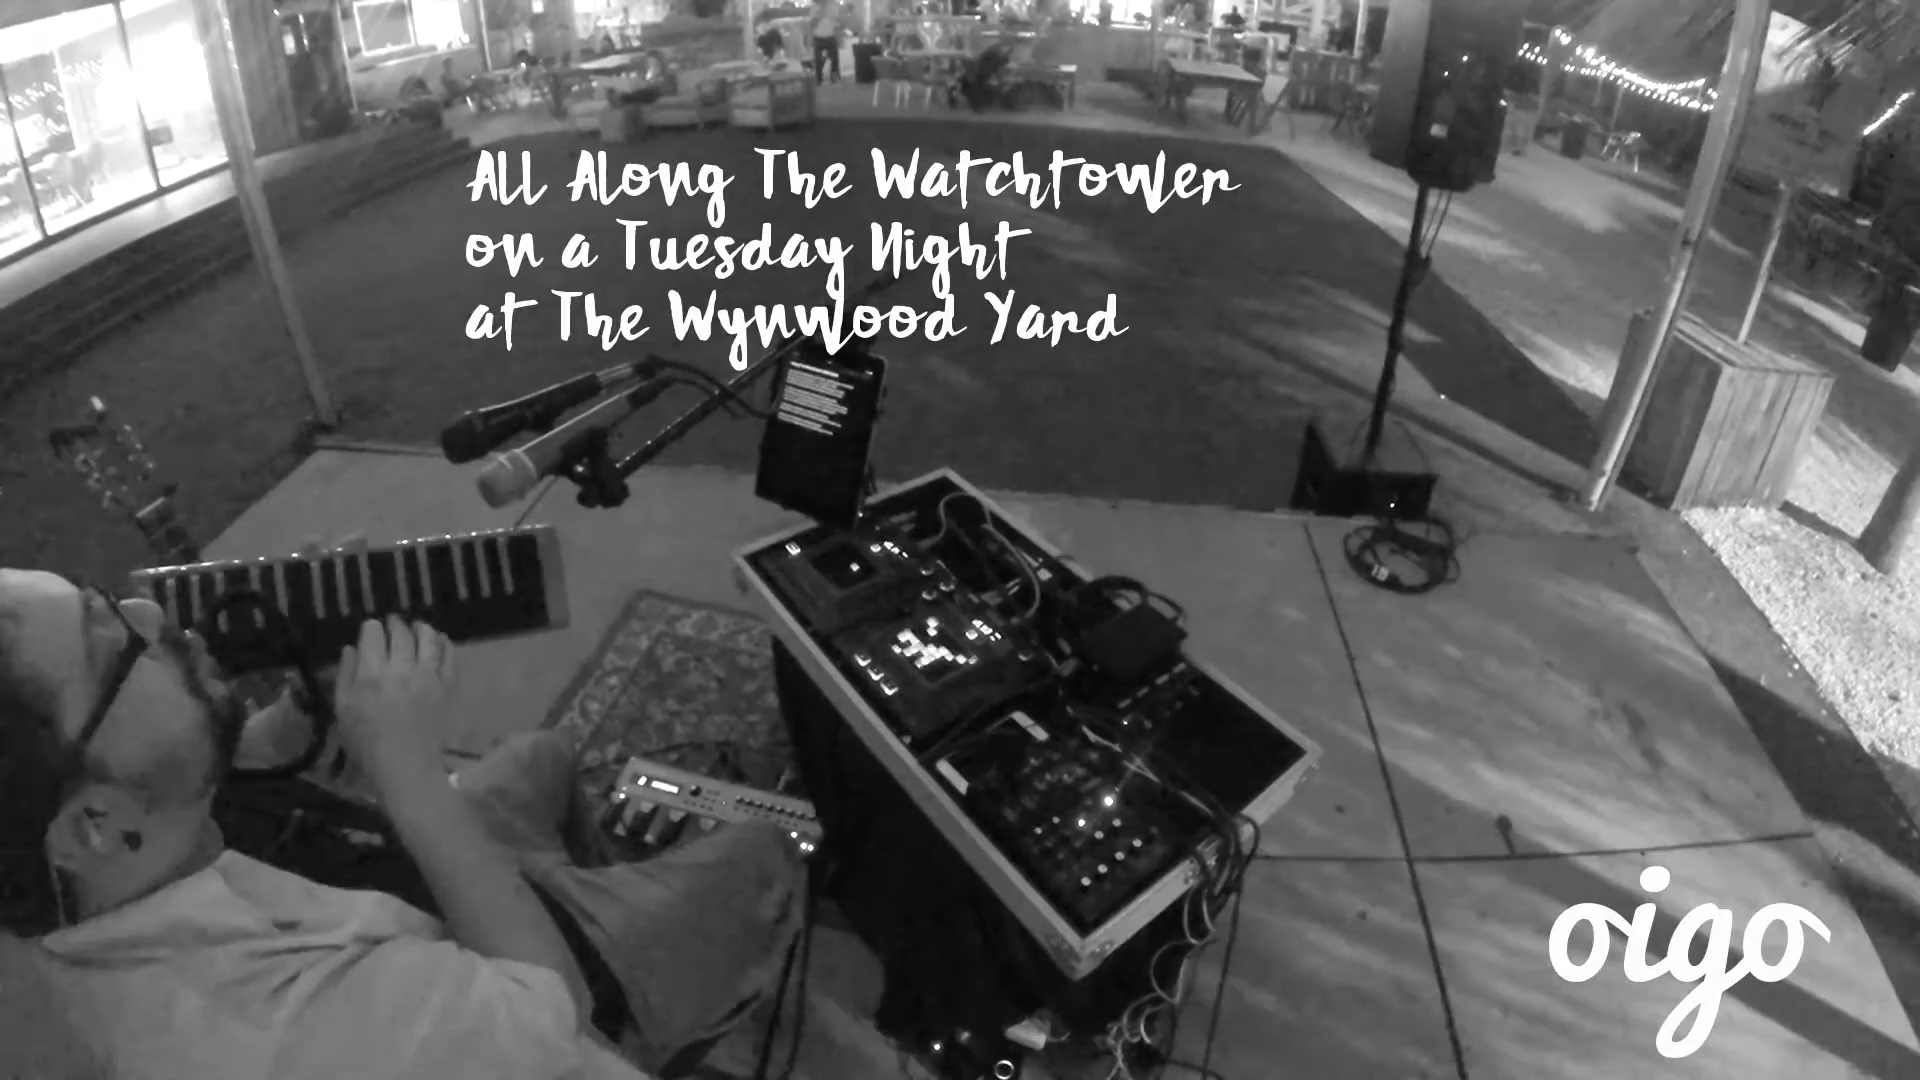 All Along The Watchtower
on a Tuesday Night
at The Wynwood Yard
oigo